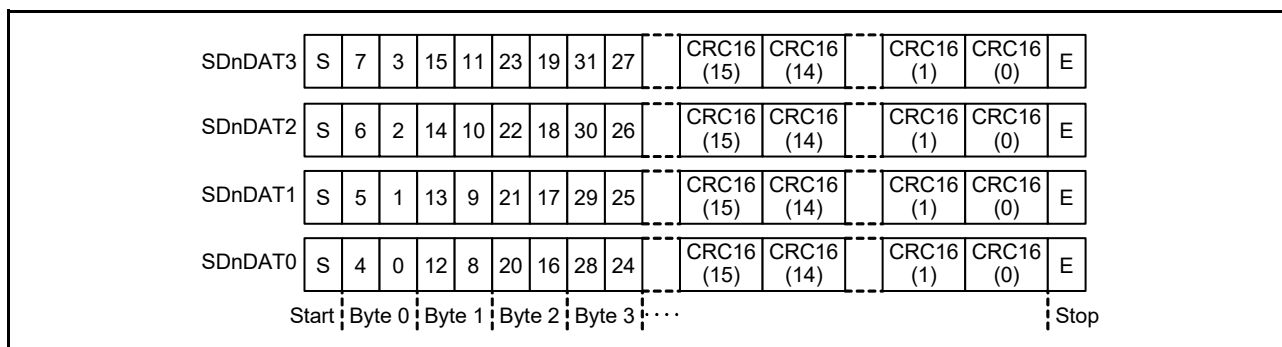 SDnDAT3 S 7 3 15 11 23 19 31 27 CRC16 (15) CRC16 (14) CRC16 (1) CRC16 (0) E
SDnDAT2 S 6 2 14 10 22 18 30 26 CRC16 (15) CRC16 (14) CRC16 (1) CRC16 (0) E
SDnDAT1 S 5 1 13 9 21 17 29 25 CRC16 (15) CRC16 (14) CRC16 (1) CRC16 (0) E
SDnDAT0 S 4 0 12 8 20 16 28 24 CRC16 (15) CRC16 (14) CRC16 (1) CRC16 (0) E
Start Byte 0 Byte 1 Byte 2 Byte 3 ···· Stop